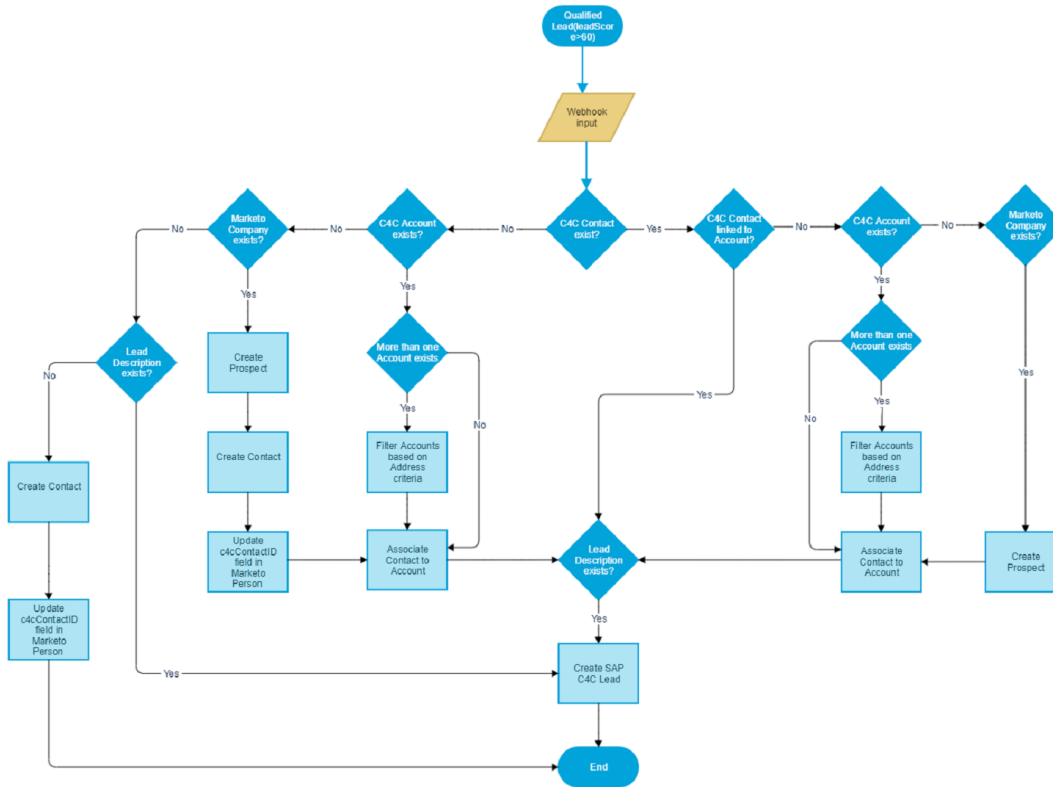 Qualified
Lead(leadScor
e>60)
Webhook
input
Marketo
Company
exists?
C4C Account
exists?
C4C Contact
exist?
C4C Contact
linked to
Account?
C4C Account
exists?
Marketo
Company
exists?
No
No
No
Yes
No
No
Yes
Yes
Yes
Lead
Description
exists?
Create
Prospect
More than one
Account exists
More than one
Account exists
No
Yes
Yes
Yes
Yes
No
No
Create Contact
Create Contact
Filter Accounts
based on
Address
criteria
Filter Accounts
based on
Address
criteria
Update
c4cContactID
field in
Marketo
Person
Associate
Contact to
Account
Lead
Description
exists?
Associate
Contact to
Account
Create
Prospect
Update
c4cContactID
field in
Marketo
Person
Yes
Yes
Create SAP
C4C Lead
End